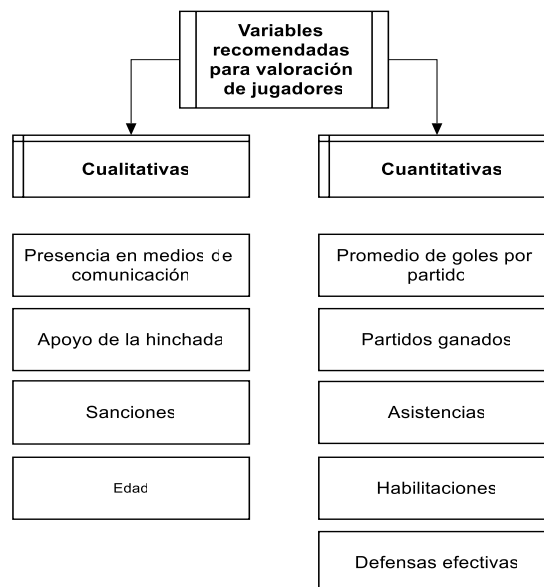 Variables
recomendadas
para valoración
de jugadores
Cualitativas
Presencia en medios de
comunicación
Apoyo de la hinchada
Sanciones
Edad
Cuantitativas
Promedio de goles por
partido
Partidos ganados
Asistencias
Habilitaciones
Defensas efectivas